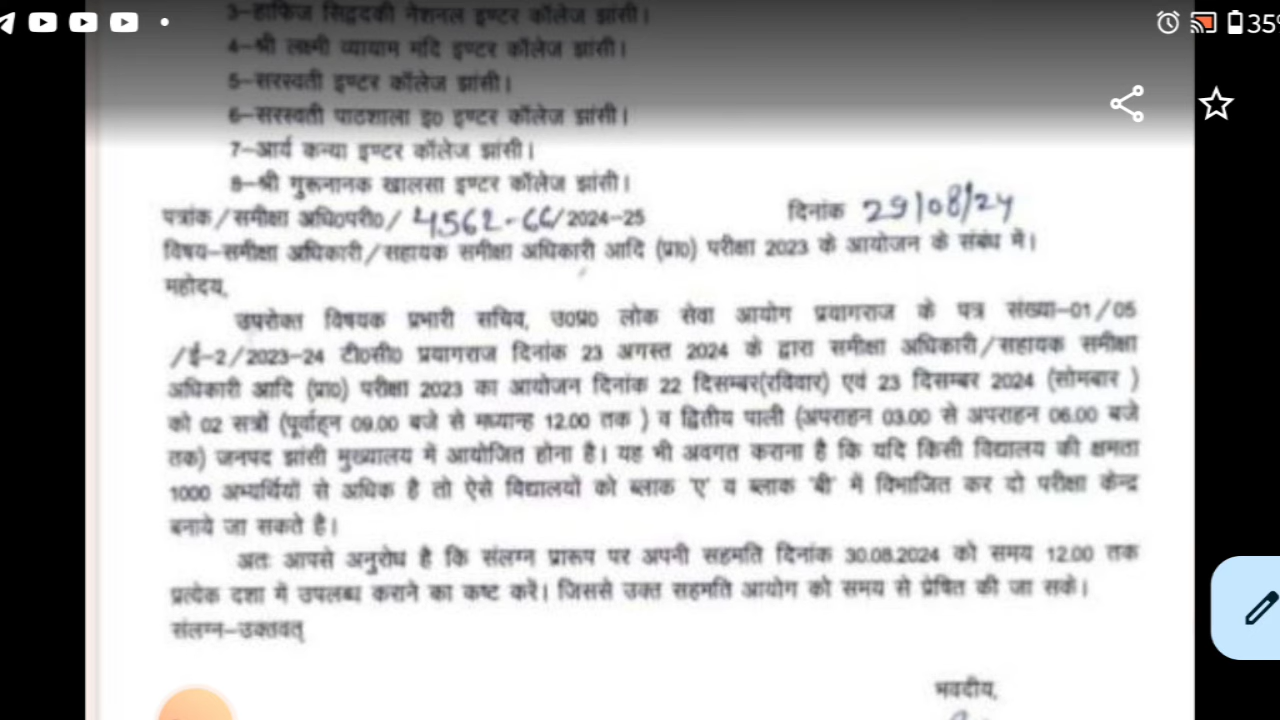 35%
3-हाफिज सिद्दकी नेशनल इण्टर कॉलेज झांसी।
4-श्री लक्ष्मी व्यायाम मंदि इण्टर कॉलेज झांसी।
5-सरस्वती इण्टर कॉलेज झांसी।
6-सरस्वती पाठशाला इ0 इण्टर कॉलेज झांसी।
7-आर्य कन्या इण्टर कॉलेज झांसी।
8-श्री गुरूनानक खालसा इण्टर कॉलेज झांसी।
पत्रांक/समीक्षा अधि0परी0/ 4562-66/2024-25 दिनांक 29/08/24
विषय-समीक्षा अधिकारी/सहायक समीक्षा अधिकारी आदि (प्रा0) परीक्षा 2023 के आयोजन के संबंध में।
महोदय,
उपरोक्त विषयक प्रभारी सचिव, उ0प्र0 लोक सेवा आयोग प्रयागराज के पत्र संख्या-01/05
/ई-2/2023-24 टी0सी0 प्रयागराज दिनांक 23 अगस्त 2024 के द्वारा समीक्षा अधिकारी/सहायक समीक्षा
अधिकारी आदि (प्रा0) परीक्षा 2023 का आयोजन दिनांक 22 दिसम्बर(रविवार) एवं 23 दिसम्बर 2024 (सोमबार )
को 02 सत्रों (पूर्वाहन 09.00 बजे से मध्यान्ह 12.00 तक ) व द्वितीय पाली (अपराहन 03.00 से अपराहन 06.00 बजे
तक) जनपद झांसी मुख्यालय में आयोजित होना है। यह भी अवगत कराना है कि यदि किसी विद्यालय की क्षमता
1000 अभ्यर्थियों से अधिक है तो ऐसे विद्यालयों को ब्लाक 'ए' व ब्लाक 'बी' में विभाजित कर दो परीक्षा केन्द्र
बनाये जा सकते है।
अतः आपसे अनुरोध है कि संलग्न प्रारूप पर अपनी सहमति दिनांक 30.08.2024 को समय 12.00 तक
प्रत्येक दशा में उपलब्ध कराने का कष्ट करें। जिससे उक्त सहमति आयोग को समय से प्रेषित की जा सके।
संलग्न-उक्तवत्
भवदीय,